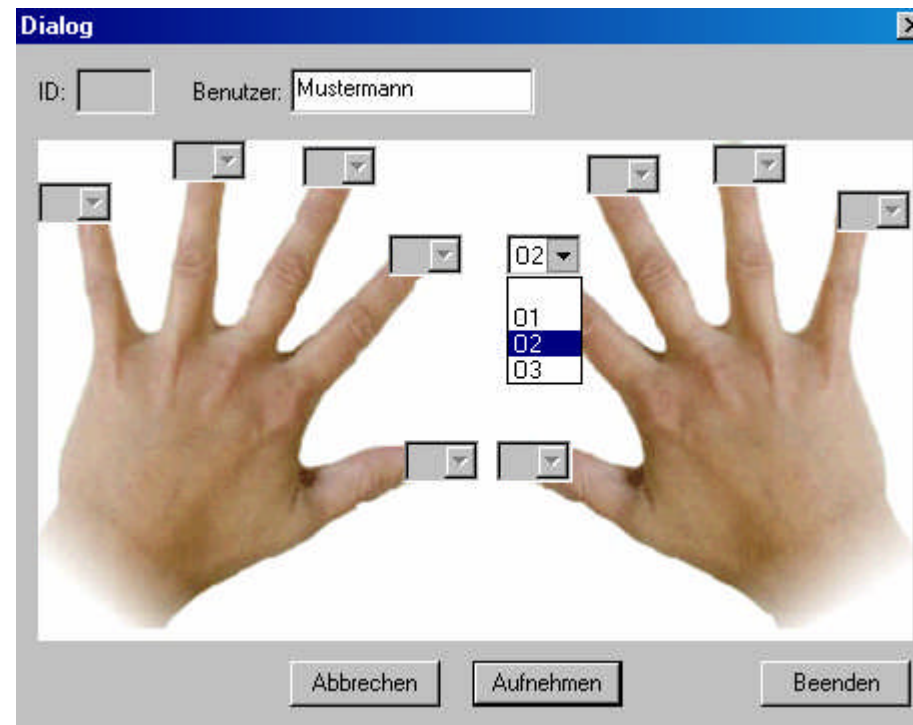 Dialog
ID: Benutzer: Mustermann
02
01
02
03
Abbrechen Aufnehmen Beenden